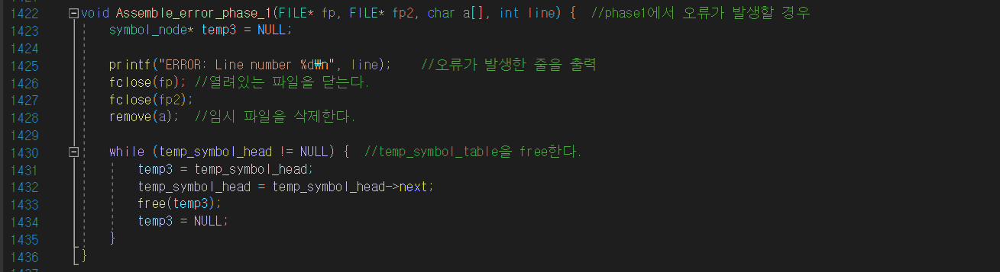 1422 void Assemble_error_phase_1(FILE* fp, FILE* fp2, char a[], int line) { //phase1에서 오류가 발생할 경우
1423 symbol_node* temp3 = NULL;
1424
1425 printf("ERROR: Line number %d₩n", line); //오류가 발생한 줄을 출력
1426 fclose(fp); //열려있는 파일을 닫는다.
1427 fclose(fp2);
1428 remove(a); //임시 파일을 삭제한다.
1429
1430 while (temp_symbol_head != NULL) { //temp_symbol_table을 free한다.
1431 temp3 = temp_symbol_head;
1432 temp_symbol_head = temp_symbol_head->next;
1433 free(temp3);
1434 temp3 = NULL;
1435 }
1436 }